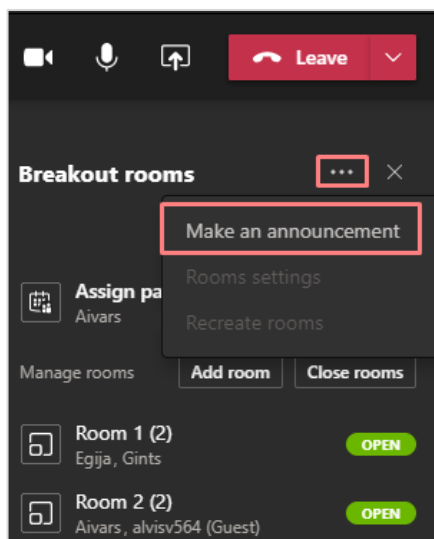 Leave
Breakout rooms
Make an announcement
Rooms settings
Assign pa
Aivars
Recreate rooms
Manage rooms Add room Close rooms
Room 1 (2)
OPEN
Egija, Gints
Room 2 (2)
OPEN
Aivars, alvisv564 (Guest)